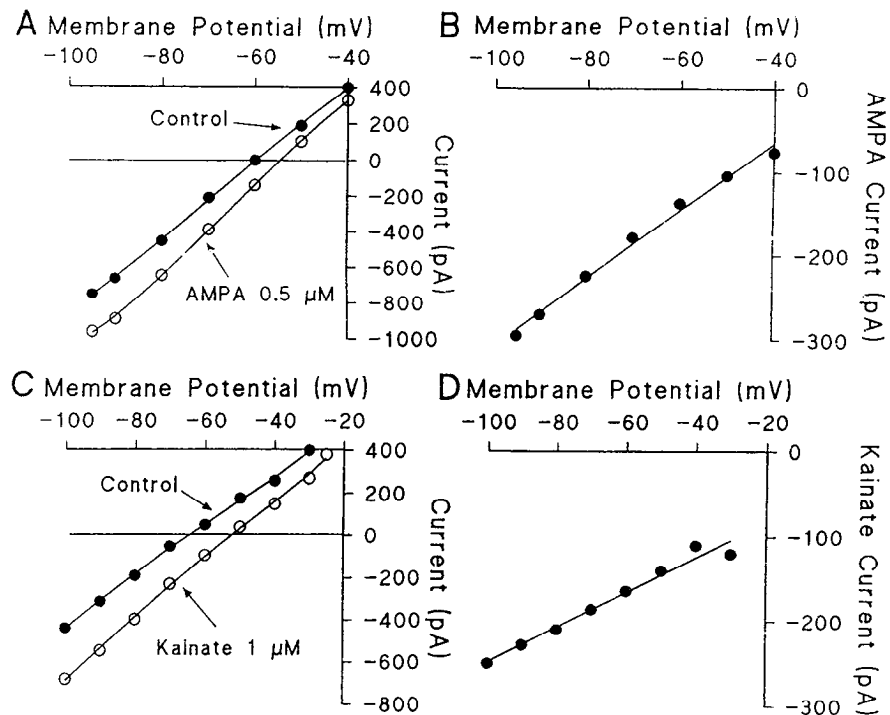 A Membrane Potential (mV)
-100 -80 -60 -40
400
200
0
-200
-400
-600
-800
-1000
Current (pA)
Control
AMPA 0.5 μM
B Membrane Potential (mV)
-100 -80 -60 -40
0
-100
-200
-300
AMPA Current (pA)
C Membrane Potential (mV)
-100 -80 -60 -40 -20
400
200
0
-200
-400
-600
-800
Current (pA)
Control
Kainate 1 μM
D Membrane Potential (mV)
-100 -80 -60 -40 -20
0
-100
-200
-300
Kainate Current (pA)